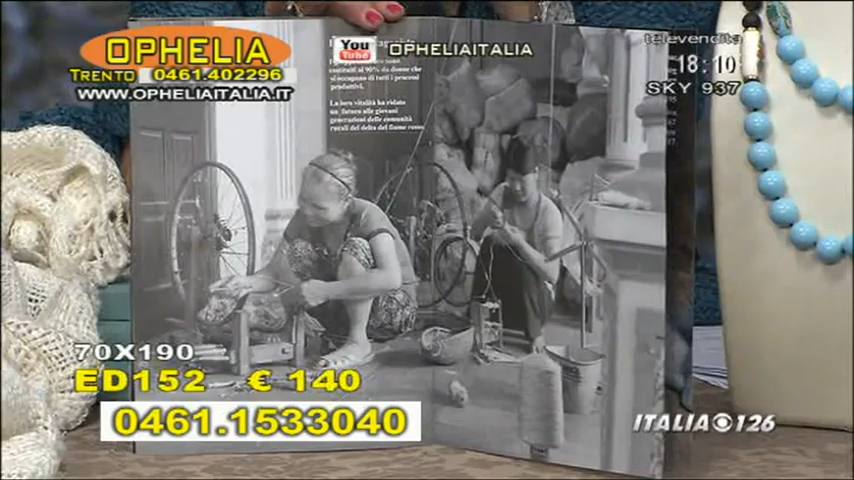 OPHELIA
TRENTO 0461.402296
WWW.OPHELIAITALIA.IT
You Tube OPHELIAITALIA
costituiti al 90% da donne che
si occupano di tutti i processi
produttivi.
La loro vitalità ha ridato
un futuro alle giovani
generazioni delle comunità
rurali del delta del fiume rosso
televendita
18:10
SKY 937
70X190
ED152 € 140
0461.1533040
ITALIA 126